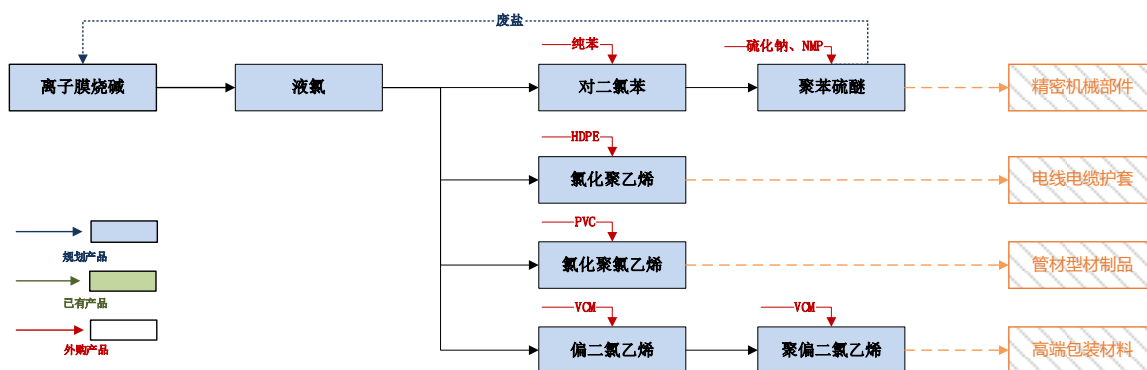 废盐
纯苯
硫化钠、NMP
离子膜烧碱
液氯
对二氯苯
聚苯硫醚
精密机械部件
HDPE
氯化聚乙烯
电线电缆护套
PVC
规划产品
氯化聚氯乙烯
管材型材制品
已有产品
VCM
VCM
外购产品
偏二氯乙烯
聚偏二氯乙烯
高端包装材料